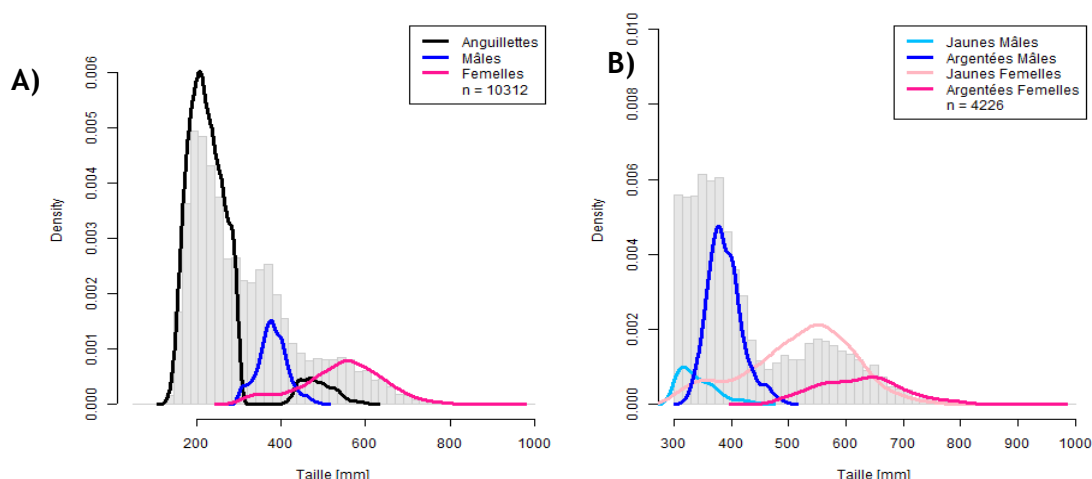 A)
Anguillettes
Mâles
Femelles
n = 10312
Density
0.006
0.005
0.004
0.003
0.002
0.001
0.000
200
400
600
800
1000
Taille [mm]
B)
Jaunes Mâles
Argentées Mâles
Jaunes Femelles
Argentées Femelles
n = 4226
Density
0.010
0.008
0.006
0.004
0.002
0.000
300
400
500
600
700
800
900
1000
Taille [mm]